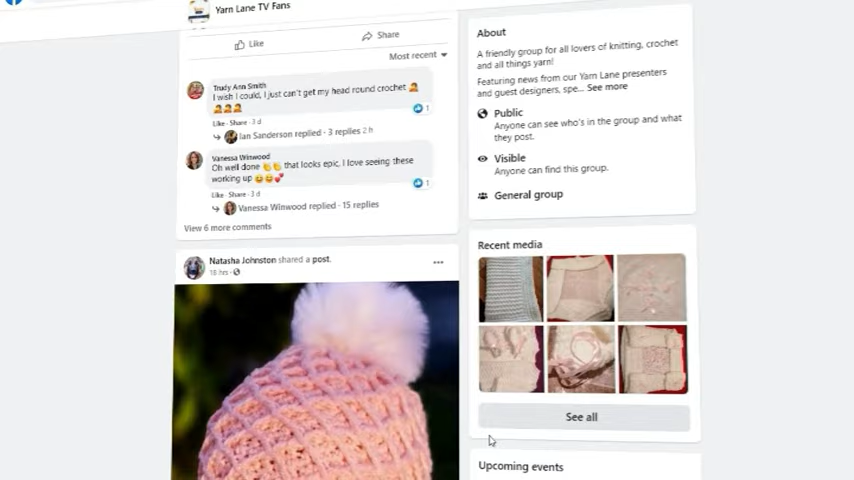 Yarn Lane TV Fans
Like
Share
Most recent
Trudy Ann Smith
I wish I could, I just can't get my head round crochet 🤦
🤦🤦🤦
1
Like · Share · 3 d
Ian Sanderson replied · 3 replies 2 h
Vanessa Winwood
Oh well done 👏👏 that looks epic, I love seeing these
working up 😊😊💕
1
Like · Share · 3 d
Vanessa Winwood replied · 15 replies
View 6 more comments
Natasha Johnston shared a post.
18 hrs ·
About
A friendly group for all lovers of knitting, crochet
and all things yarn!
Featuring news from our Yarn Lane presenters
and guest designers, spe... See more
Public
Anyone can see who's in the group and what
they post.
Visible
Anyone can find this group.
General group
Recent media
See all
Upcoming events